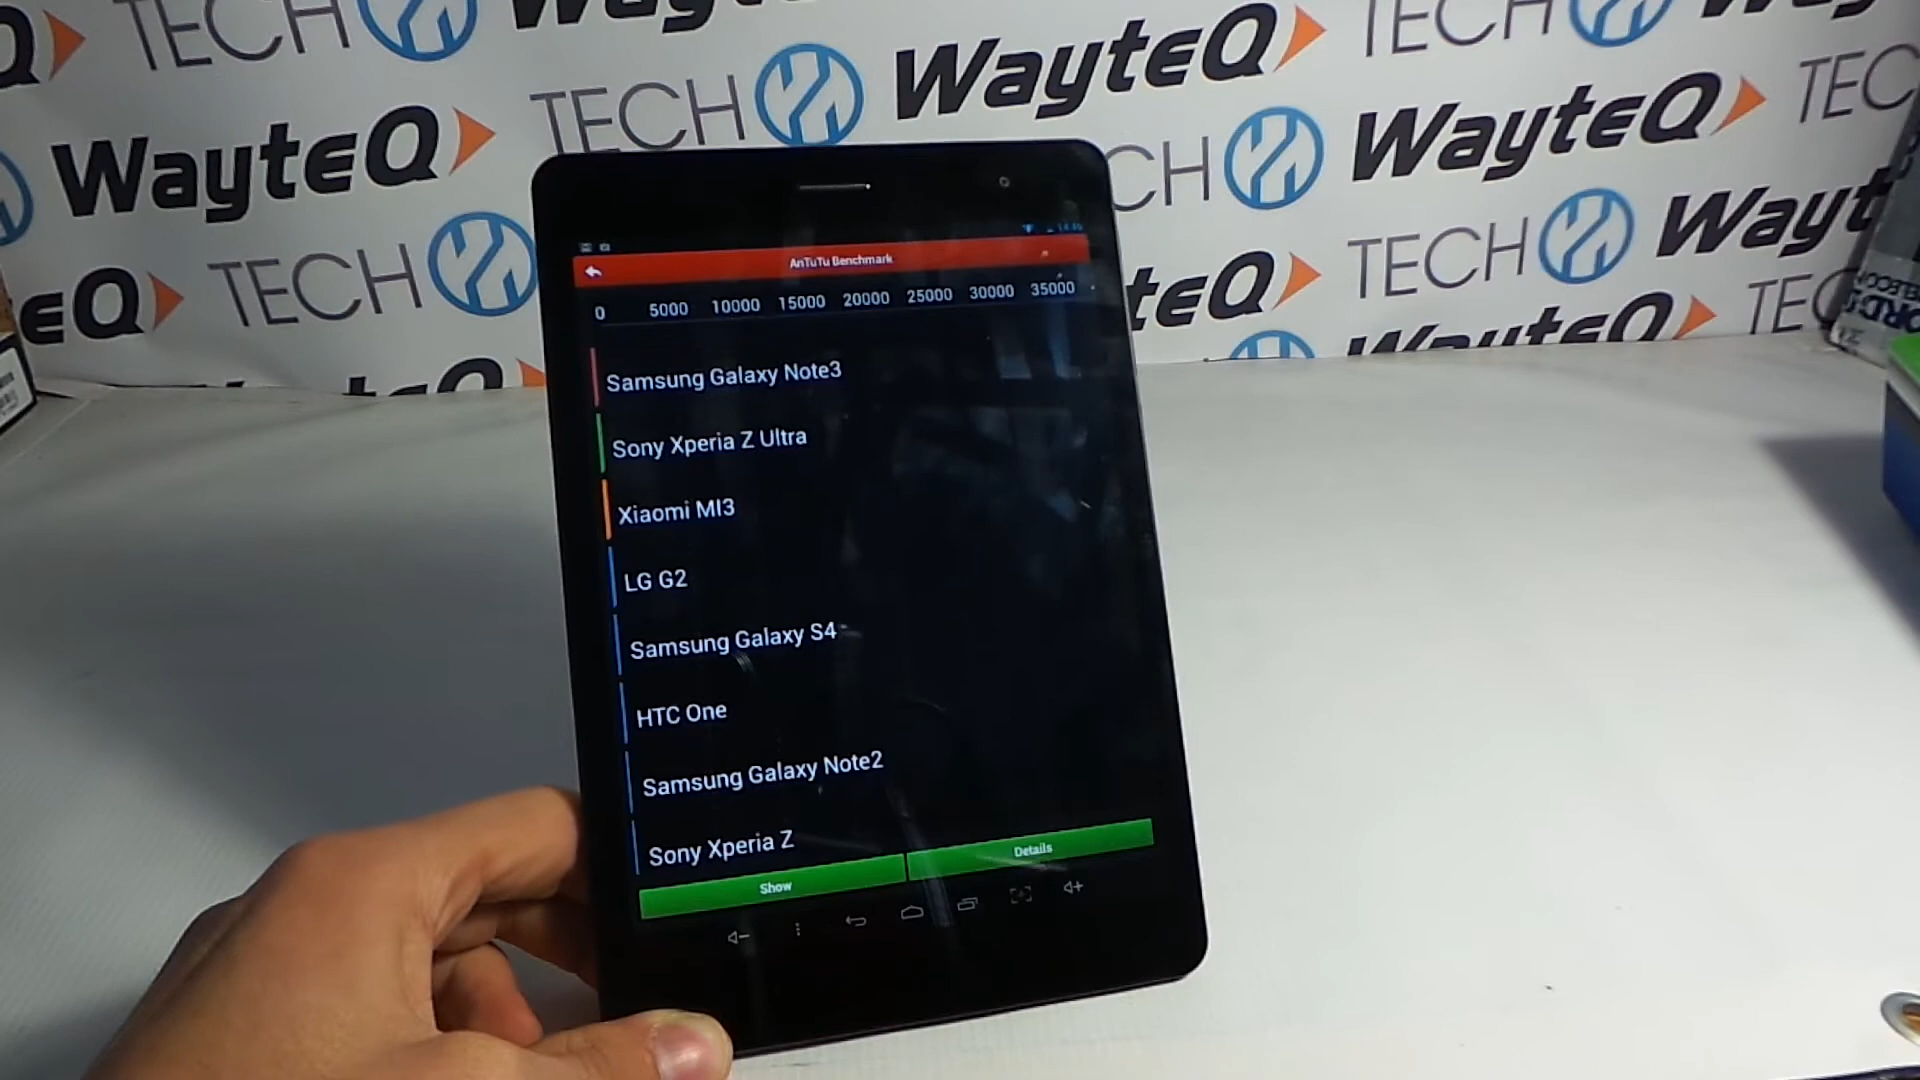 TECH
WayteQ TECH WayteQ TECH
WayteQ TECH
TECH WayteQ
TECH
14:46
AnTuTu Benchmark
0 5000 10000 15000 20000 25000 30000 35000
Samsung Galaxy Note3
Sony Xperia Z Ultra
Xiaomi MI3
LG G2
Samsung Galaxy S4
HTC One
Samsung Galaxy Note2
Sony Xperia Z
Show
Details